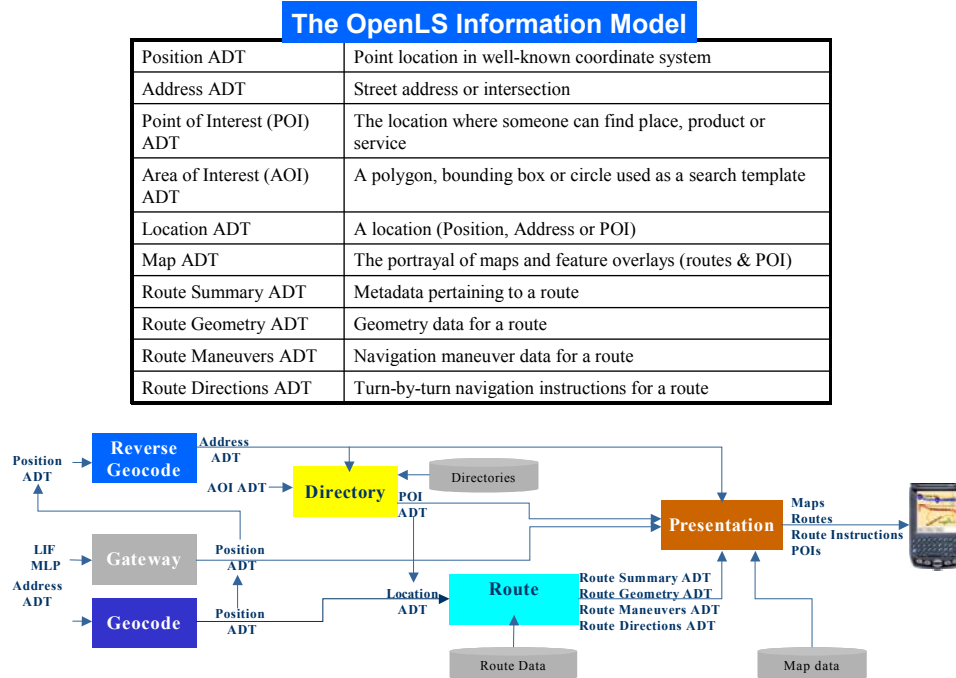 The OpenLS Information Model
Position ADT Point location in well-known coordinate system
Address ADT Street address or intersection
Point of Interest (POI) ADT The location where someone can find place, product or service
Area of Interest (AOI) ADT A polygon, bounding box or circle used as a search template
Location ADT A location (Position, Address or POI)
Map ADT The portrayal of maps and feature overlays (routes & POI)
Route Summary ADT Metadata pertaining to a route
Route Geometry ADT Geometry data for a route
Route Maneuvers ADT Navigation maneuver data for a route
Route Directions ADT Turn-by-turn navigation instructions for a route
Position
ADT
Reverse
Geocode
Address
ADT
AOI ADT
Directory
Directories
POI
ADT
Presentation
Maps
Routes
Route Instructions
POIs
LIF
MLP
Gateway
Position
ADT
Address
ADT
Geocode
Position
ADT
Location
ADT
Route
Route Summary ADT
Route Geometry ADT
Route Maneuvers ADT
Route Directions ADT
Route Data
Map data